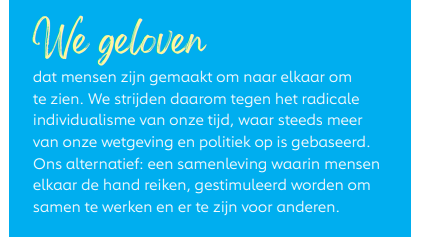 We geloven
dat mensen zijn gemaakt om naar elkaar om
te zien. We strijden daarom tegen het radicale
individualisme van onze tijd, waar steeds meer
van onze wetgeving en politiek op is gebaseerd.
Ons alternatief: een samenleving waarin mensen
elkaar de hand reiken, gestimuleerd worden om
samen te werken en er te zijn voor anderen.